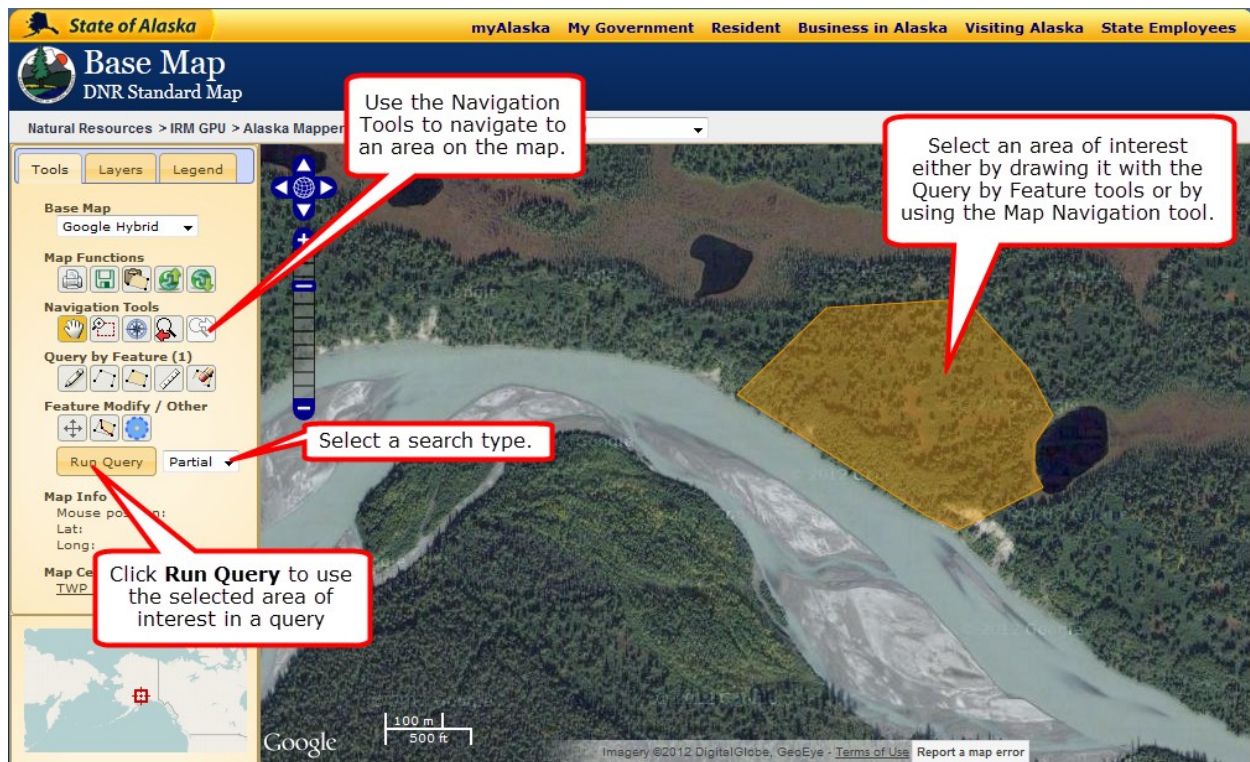 State of Alaska
myAlaska My Government Resident Business in Alaska Visiting Alaska State Employees
Base Map
DNR Standard Map
Natural Resources > IRM GPU > Alaska Mapper
Use the Navigation
Tools to navigate to
an area on the map.
Select an area of interest
either by drawing it with the
Query by Feature tools or by
using the Map Navigation tool.
Tools Layers Legend
Base Map
Google Hybrid
Map Functions
Navigation Tools
Query by Feature (1)
Feature Modify / Other
Select a search type.
Run Query Partial
Map Info
Mouse
Lat:
Long:
Click Run Query to use
the selected area of
interest in a query
Map
TWP
100 m
500 ft
Google
Imagery ©2012 DigitalGlobe, GeoEye - Terms of Use Report a map error